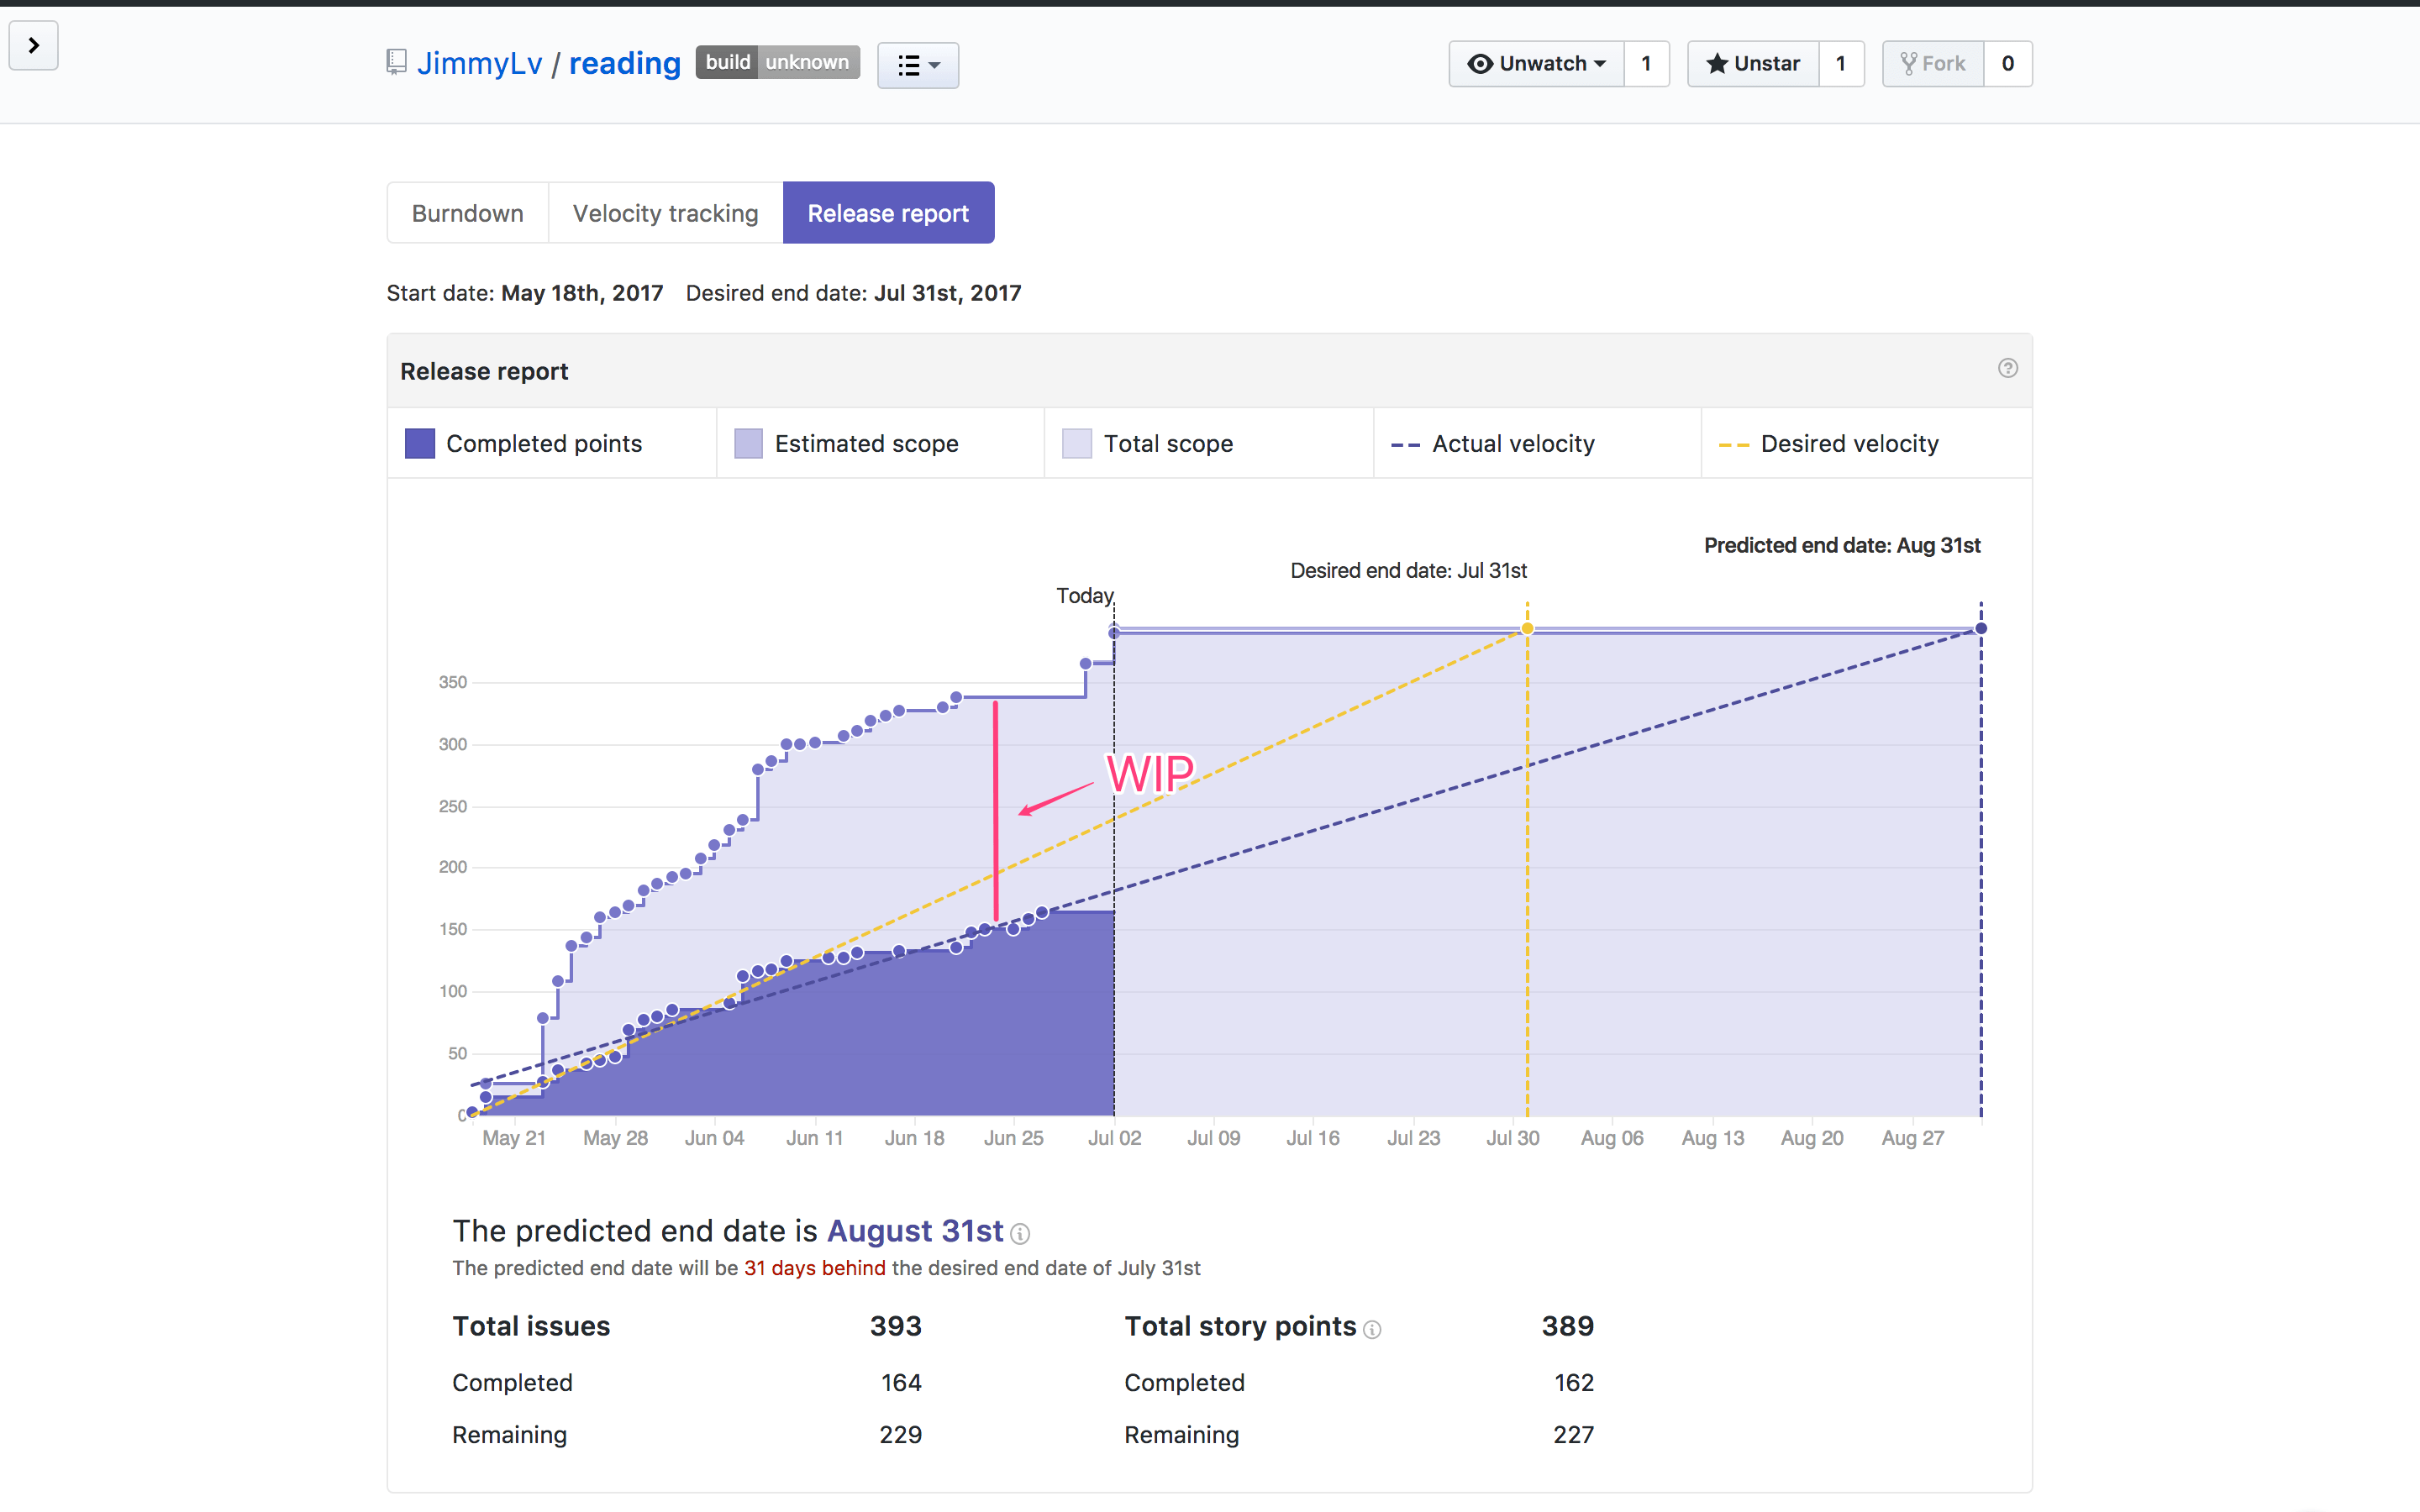 JimmyLv / reading build unknown
Unwatch 1 Unstar 1 Fork 0
Burndown Velocity tracking Release report
Start date: May 18th, 2017 Desired end date: Jul 31st, 2017
Release report
Completed points Estimated scope Total scope Actual velocity Desired velocity
Predicted end date: Aug 31st
Desired end date: Jul 31st
Today
350
300
WIP
250
200
150
100
50
0
May 21 May 28 Jun 04 Jun 11 Jun 18 Jun 25 Jul 02 Jul 09 Jul 16 Jul 23 Jul 30 Aug 06 Aug 13 Aug 20 Aug 27
The predicted end date is August 31st
The predicted end date will be 31 days behind the desired end date of July 31st
Total issues 393 Total story points 389
Completed 164 Completed 162
Remaining 229 Remaining 227